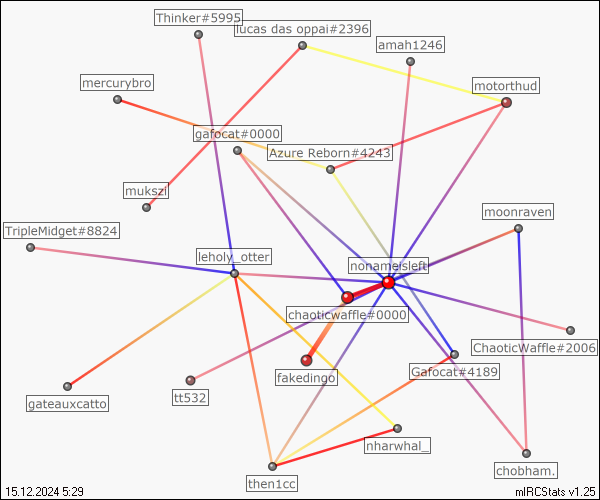 Thinker#5995
lucas das oppai#2396
amah1246
mercurybro
motorthud
gafocat#0000
Azure Reborn#4243
mukszi
moonraven
TripleMidget#8824
leholy_otter
nonameisleft
chaoticwaffle#0000
ChaoticWaffle#2006
fakedingo
Gafocat#4189
tt532
gateauxcatto
nharwhal_
chobham.
then1cc
15.12.2024 5:29
mIRCStats v1.25